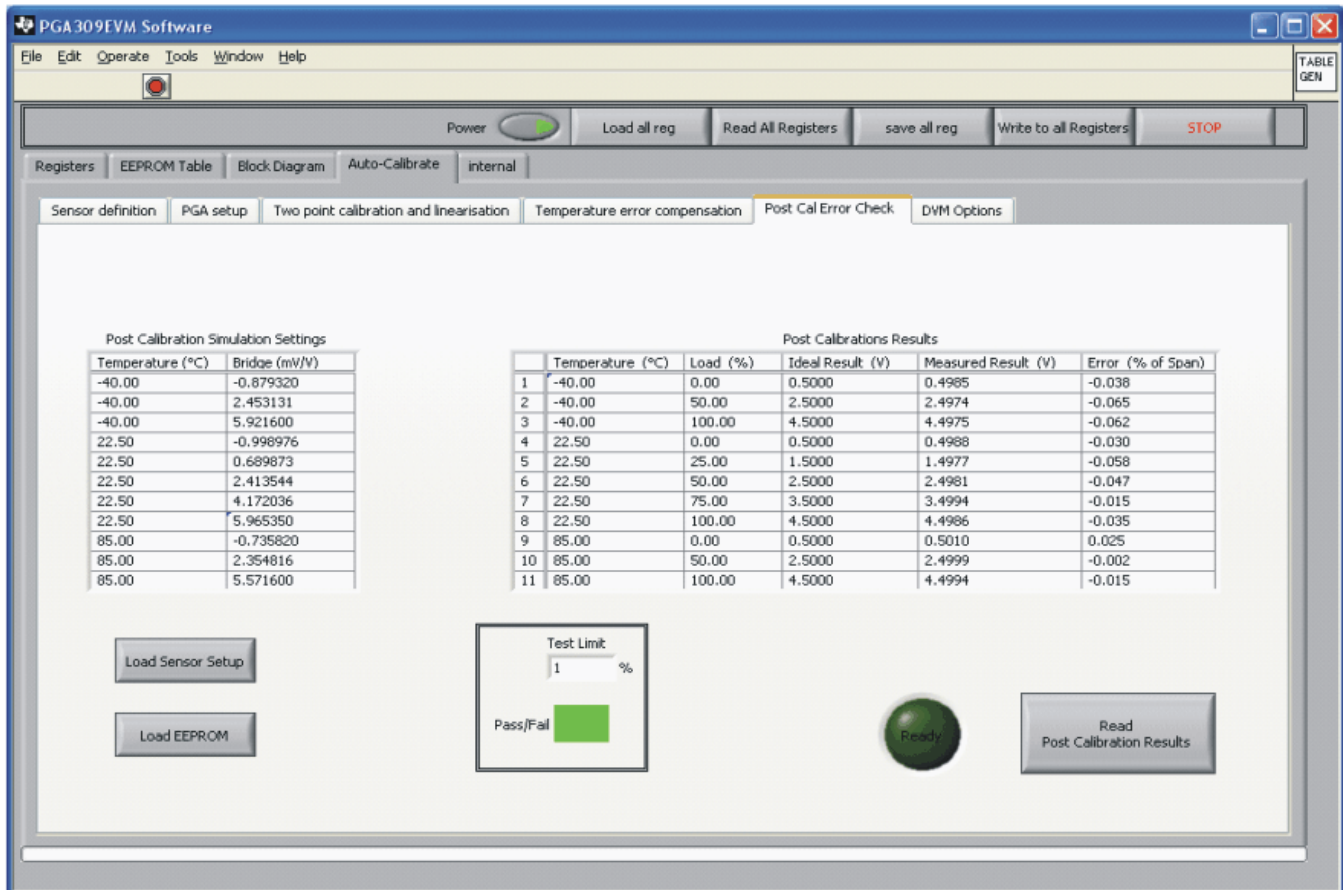 PGA309EVM Software
File Edit Operate Tools Window Help
TABLE
GEN
Power Load all reg Read All Registers save all reg Write to all Registers STOP
Registers EEPROM Table Block Diagram Auto-Calibrate internal
Sensor definition PGA setup Two point calibration and linearisation Temperature error compensation Post Cal Error Check DVM Options
Post Calibration Simulation Settings
Temperature (°C) Bridge (mV/V)
-40.00 -0.879320
-40.00 2.453131
-40.00 5.921600
22.50 -0.998976
22.50 0.689873
22.50 2.413544
22.50 4.172036
22.50 5.965350
85.00 -0.735820
85.00 2.354816
85.00 5.571600
Post Calibrations Results
Temperature (°C) Load (%) Ideal Result (V) Measured Result (V) Error (% of Span)
1 -40.00 0.00 0.5000 0.4985 -0.038
2 -40.00 50.00 2.5000 2.4974 -0.065
3 -40.00 100.00 4.5000 4.4975 -0.062
4 22.50 0.00 0.5000 0.4988 -0.030
5 22.50 25.00 1.5000 1.4977 -0.058
6 22.50 50.00 2.5000 2.4981 -0.047
7 22.50 75.00 3.5000 3.4994 -0.015
8 22.50 100.00 4.5000 4.4986 -0.035
9 85.00 0.00 0.5000 0.5010 0.025
10 85.00 50.00 2.5000 2.4999 -0.002
11 85.00 100.00 4.5000 4.4994 -0.015
Load Sensor Setup
Load EEPROM
Test Limit
1 %
Pass/Fail
Ready
Read
Post Calibration Results